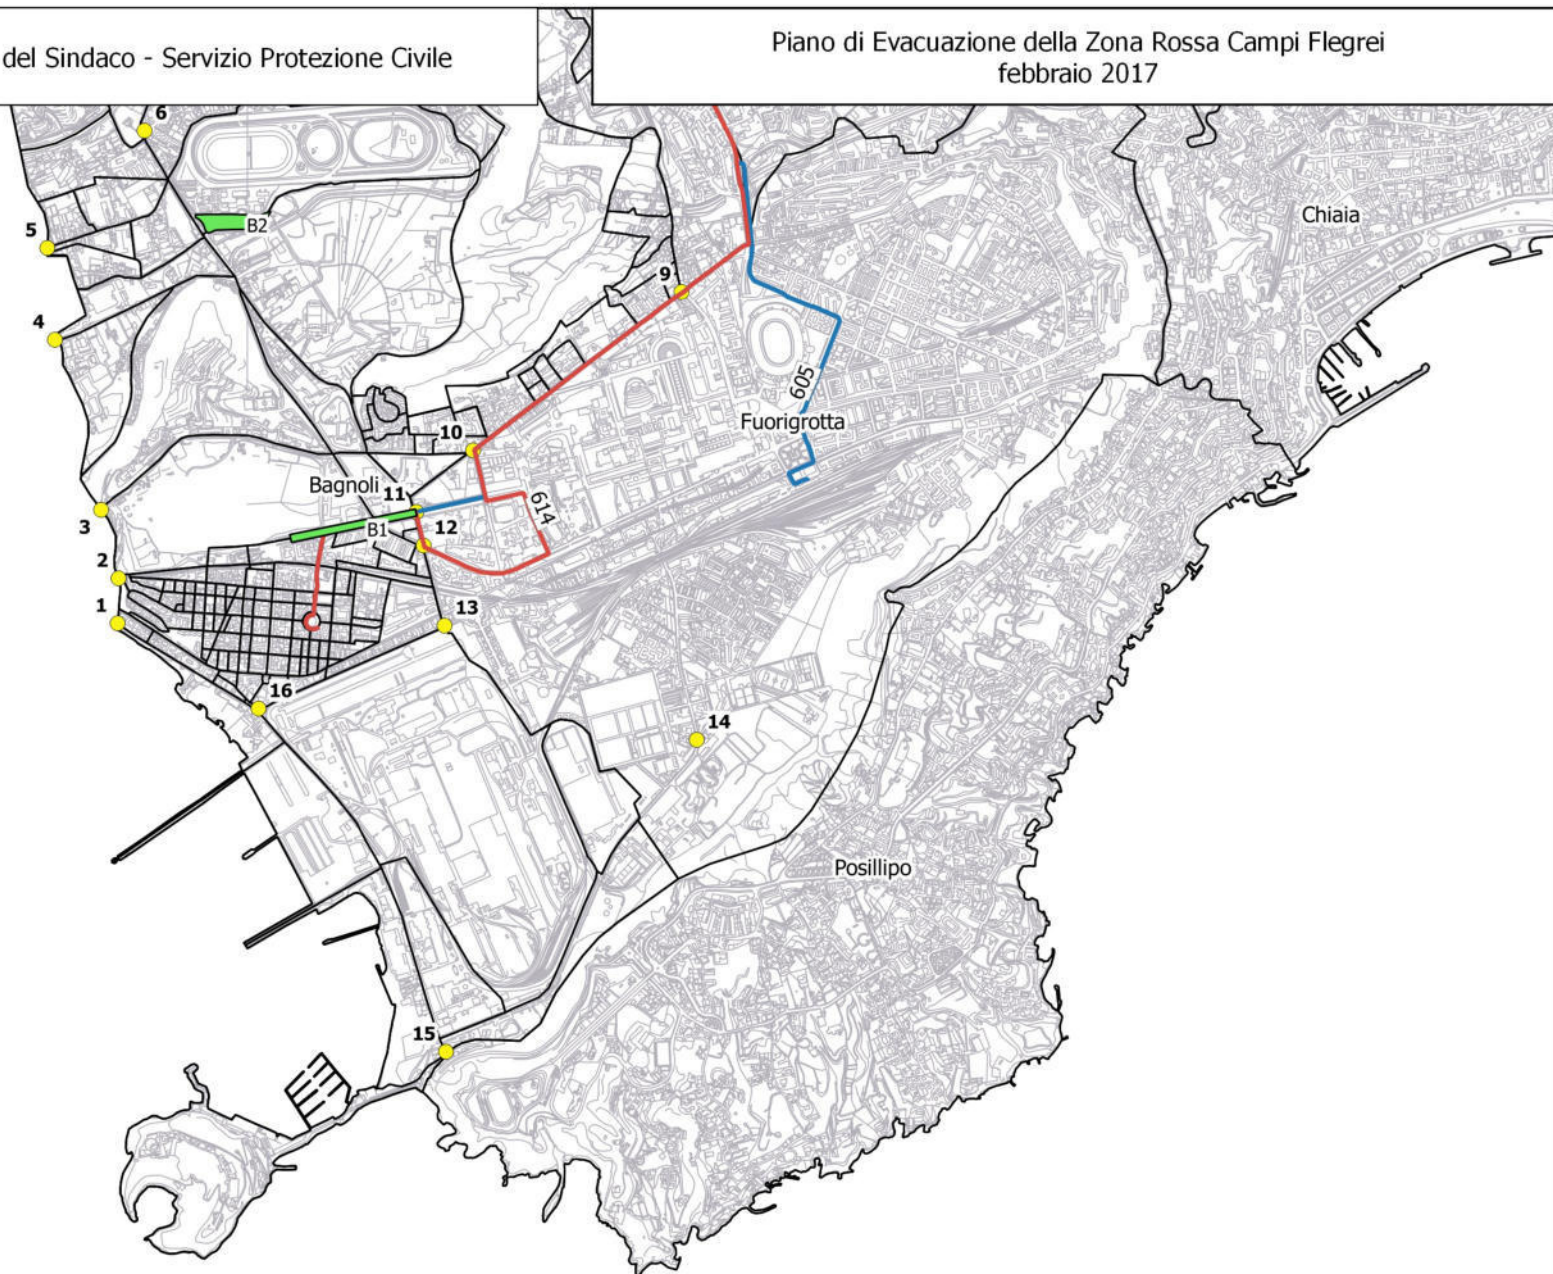 del Sindaco - Servizio Protezione Civile
Piano di Evacuazione della Zona Rossa Campi Flegrei
febbraio 2017
6
5
B2
Chiaia
9
4
605
Fuorigrotta
10
Bagnoli
11
614
3
B1
12
2
1
13
16
14
Posillipo
15